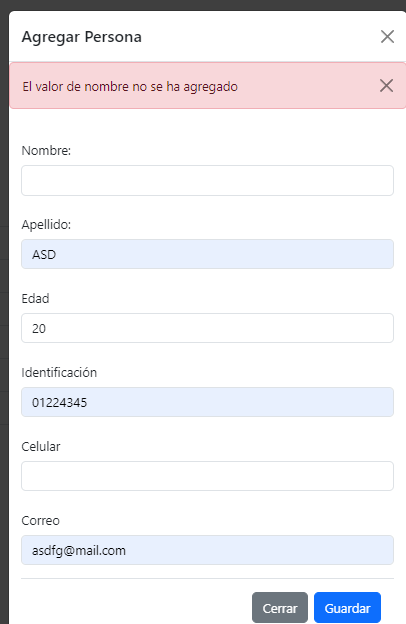 Agregar Persona
El valor de nombre no se ha agregado
Nombre:
Apellido:
ASD
Edad
20
Identificación
01224345
Celular
Correo
asdfg@mail.com
Cerrar Guardar